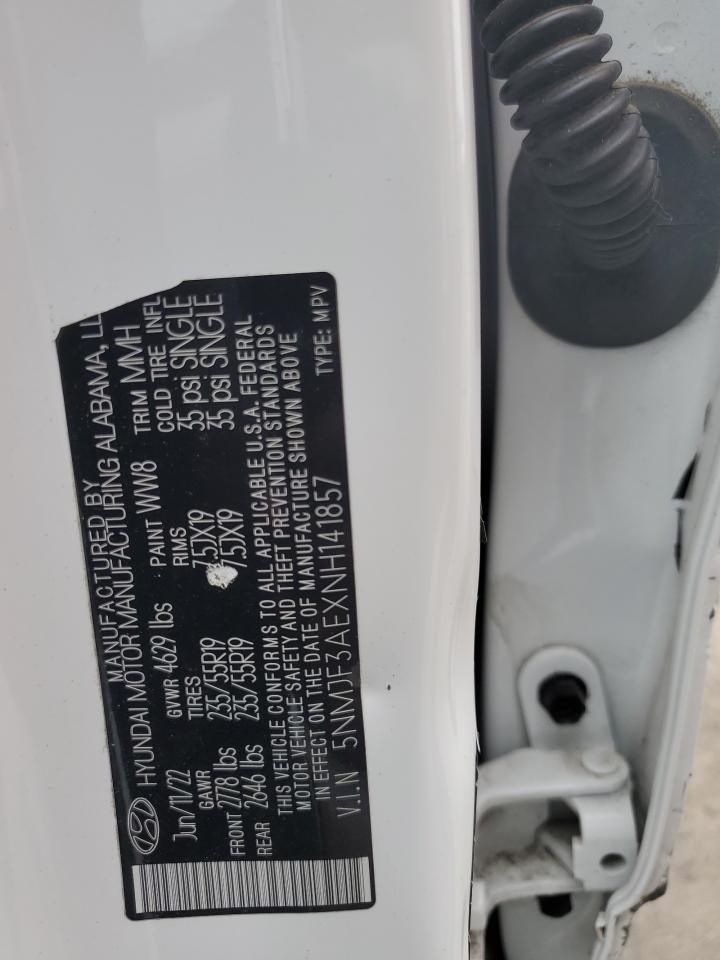 MANUFACTURED BY
HYUNDAI MOTOR MANUFACTURING ALABAMA, LL
Jun/11/22 GVWR 4629 lbs PAINT WW8 TRIM MMH
GAWR TIRES RIMS COLD TIRE INFL
FRONT 2778 lbs 235/55R19 7.5JX19 35 psi SINGLE
REAR 2646 lbs 235/55R19 7.5JX19 35 psi SINGLE
THIS VEHICLE CONFORMS TO ALL APPLICABLE U.S.A. FEDERAL
MOTOR VEHICLE SAFETY AND THEFT PREVENTION STANDARDS
IN EFFECT ON THE DATE OF MANUFACTURE SHOWN ABOVE
V.I.N 5NMJF3AEXNH141857 TYPE: MPV